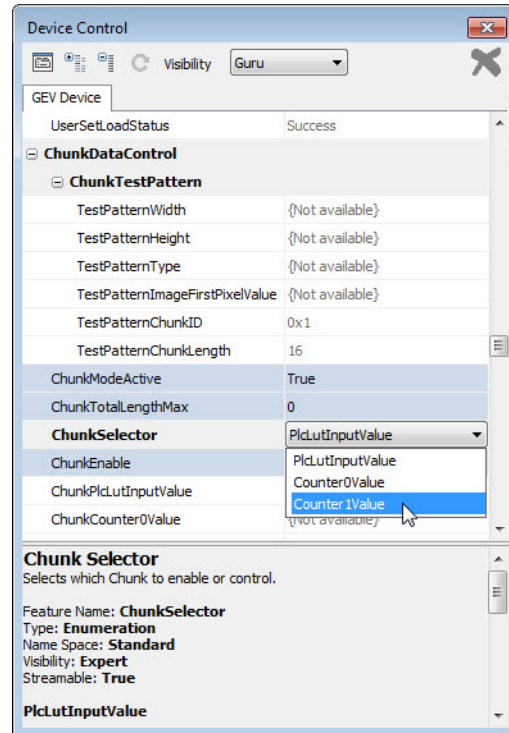 Device Control
Visibility Guru
GEV Device
UserSetLoadStatus Success
ChunkDataControl
ChunkTestPattern
TestPatternWidth {Not available}
TestPatternHeight {Not available}
TestPatternType {Not available}
TestPatternImageFirstPixelValue {Not available}
TestPatternChunkID 0x1
TestPatternChunkLength 16
ChunkModeActive True
ChunkTotalLengthMax 0
ChunkSelector PlcLutInputValue
ChunkEnable PlcLutInputValue
ChunkPlcLutInputValue Counter0Value
Counter1Value
ChunkCounter0Value {Not available}
Chunk Selector
Selects which Chunk to enable or control.
Feature Name: ChunkSelector
Type: Enumeration
Name Space: Standard
Visibility: Expert
Streamable: True
PlcLutInputValue